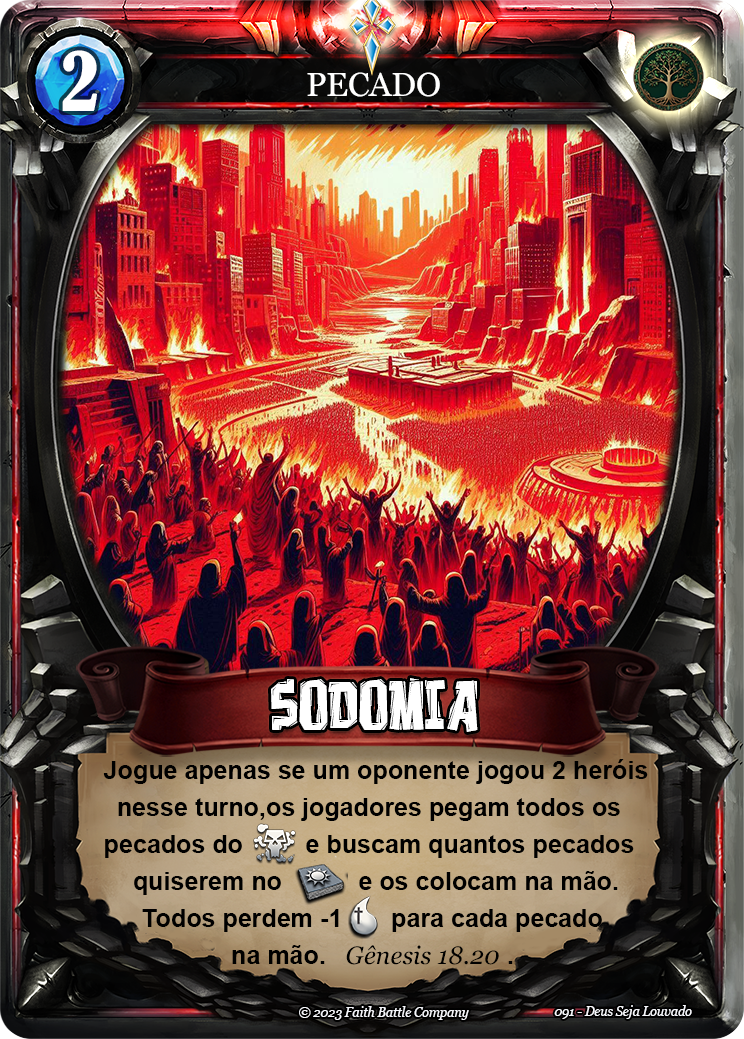 2
PECADO
SODOMIA
Jogue apenas se um oponente jogou 2 heróis
nesse turno,os jogadores pegam todos os
pecados do e buscam quantos pecados
quiserem no e os colocam na mão.
Todos perdem -1 para cada pecado
na mão. Gênesis 18.20 .
© 2023 Faith Battle Company
091 - Deus Seja Louvado